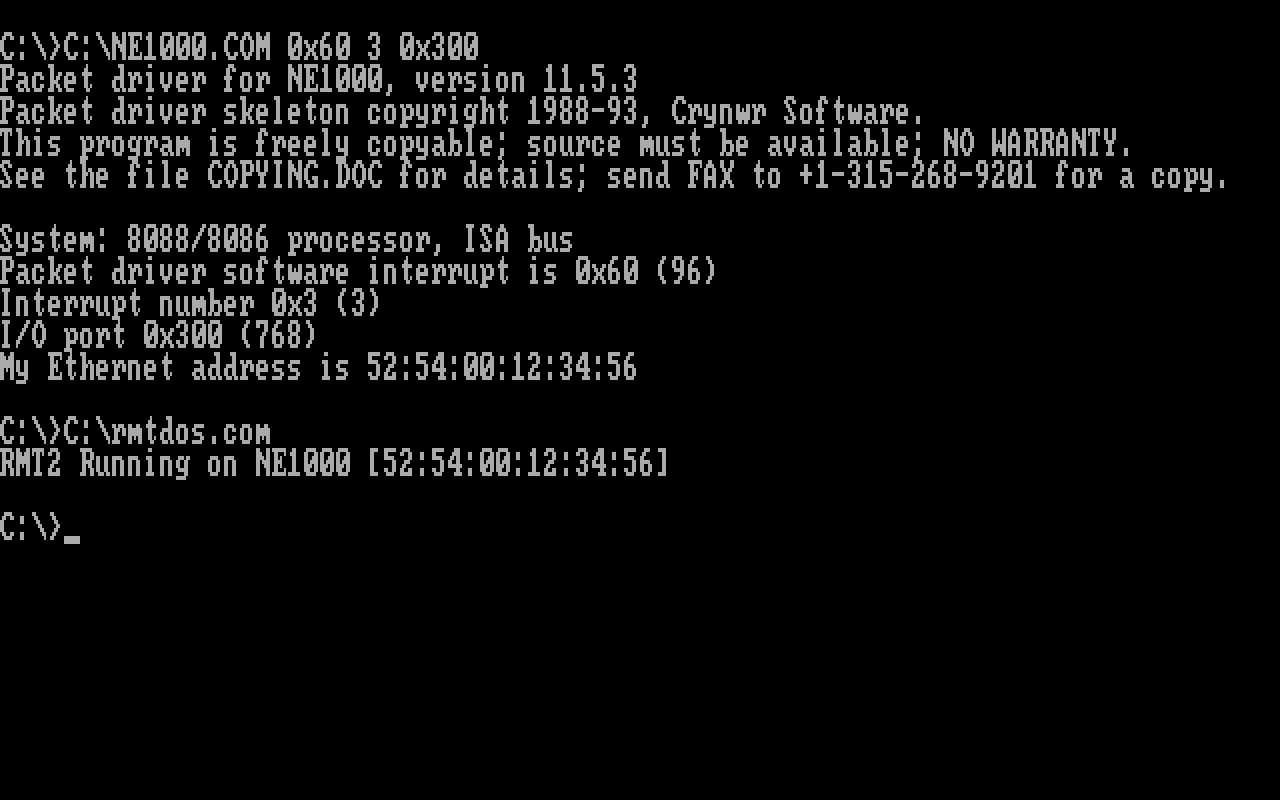 C:\>C:\NE1000.COM 0x60 3 0x300
Packet driver for NE1000, version 11.5.3
Packet driver skeleton copyright 1988-93, Crynwr Software.
This program is freely copyable; source must be available; NO WARRANTY.
See the file COPYING.DOC for details; send FAX to +1-315-268-9201 for a copy.
System: 8088/8086 processor, ISA bus
Packet driver software interrupt is 0x60 (96)
Interrupt number 0x3 (3)
I/O port 0x300 (768)
My Ethernet address is 52:54:00:12:34:56
C:\>C:\rmtdos.com
RMT2 Running on NE1000 [52:54:00:12:34:56]
C:\>_